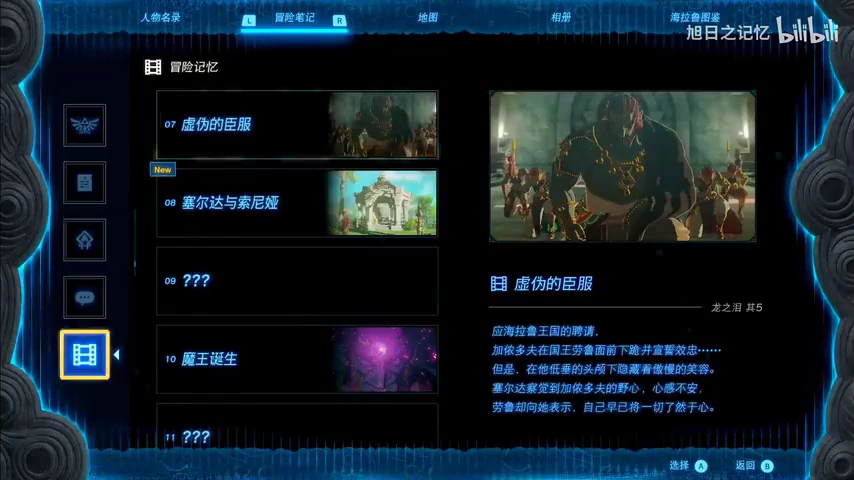 人物名录
L
冒险笔记
R
地图
相册
海拉鲁图鉴
旭日之记忆 bilibili
冒险记忆
07 虚伪的臣服
New
08 塞尔达与索尼娅
09 ???
10 魔王诞生
11 ???
虚伪的臣服
龙之泪 其5
应海拉鲁王国的聘请,
加侬多夫在国王劳鲁面前下跪并宣誓效忠……
但是，在他低垂的头颅下隐藏着傲慢的笑容。
塞尔达察觉到加侬多夫的野心，心感不安,
劳鲁却向她表示，自己早已将一切了然于心。
选择 A
返回 B